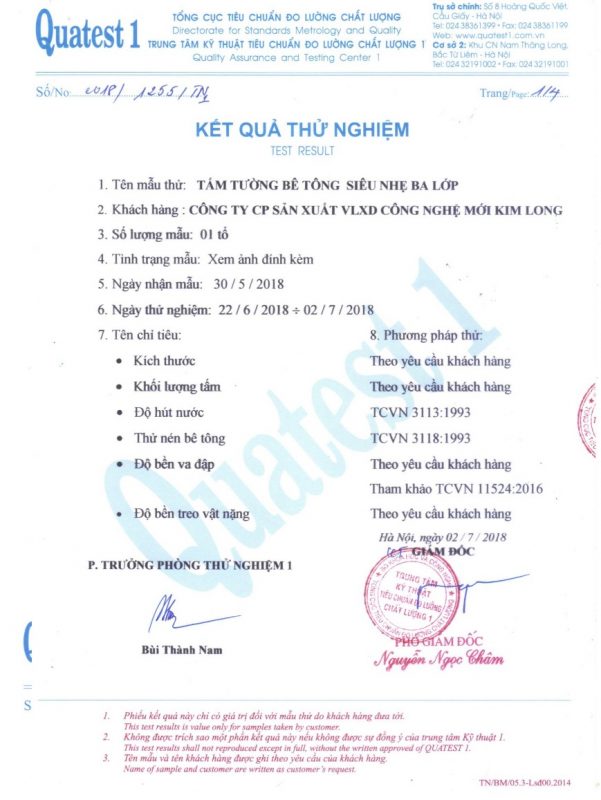 Quatest 1
TỔNG CỤC TIÊU CHUẨN ĐO LƯỜNG CHẤT LƯỢNG
Directorate for Standards Metrology and Quality
TRUNG TÂM KỸ THUẬT TIÊU CHUẨN ĐO LƯỜNG CHẤT LƯỢNG 1
Quality Assurance and Testing Center 1
Trụ sở chính: Số 8 Hoàng Quốc Việt,
Cầu Giấy - Hà Nội
Tel: 024 38361399 • Fax: 024 38361199
Web: www.quatest1.com.vn
Cơ sở 2: Khu CN Nam Thăng Long,
Bắc Từ Liêm - Hà Nội
Tel: 024 32191002 • Fax: 024 32191001
Số/No: 2018/1255/TN1
Trang/Page: 1/4
KẾT QUẢ THỬ NGHIỆM
TEST RESULT
1. Tên mẫu thử: TẤM TƯỜNG BÊ TÔNG SIÊU NHẸ BA LỚP
2. Khách hàng : CÔNG TY CP SẢN XUẤT VLXD CÔNG NGHỆ MỚI KIM LONG
3. Số lượng mẫu: 01 tổ
4. Tình trạng mẫu: Xem ảnh đính kèm
5. Ngày nhận mẫu: 30 / 5 / 2018
6. Ngày thử nghiệm: 22 / 6 / 2018 ÷ 02 / 7 / 2018
7. Tên chỉ tiêu: 8. Phương pháp thử:
• Kích thước Theo yêu cầu khách hàng
• Khối lượng tấm Theo yêu cầu khách hàng
• Độ hút nước TCVN 3113:1993
• Thử nén bê tông TCVN 3118:1993
• Độ bền va đập Theo yêu cầu khách hàng
Tham khảo TCVN 11524:2016
• Độ bền treo vật nặng Theo yêu cầu khách hàng
Hà Nội, ngày 02 / 7 / 2018
GIÁM ĐỐC
P. TRƯỞNG PHÒNG THỬ NGHIỆM 1
TRUNG TÂM
KỸ THUẬT
TIÊU CHUẨN ĐO LƯỜNG
CHẤT LƯỢNG 1
PHÓ GIÁM ĐỐC
Bùi Thành Nam
Nguyễn Ngọc Châm
1. Phiếu kết quả này chỉ có giá trị đối với mẫu thử do khách hàng đưa tới.
This test results is value only for samples taken by customer.
2. Không được trích sao một phần kết quả này nếu không được sự đồng ý của trung tâm Kỹ thuật 1.
This test results shall not reproduced except in full, without the written approved of QUATEST 1.
3. Tên mẫu và tên khách hàng được ghi theo yêu cầu của khách hàng.
Name of sample and customer are written as customer's request.
TN/BM/05.3-Lsđ00.2014